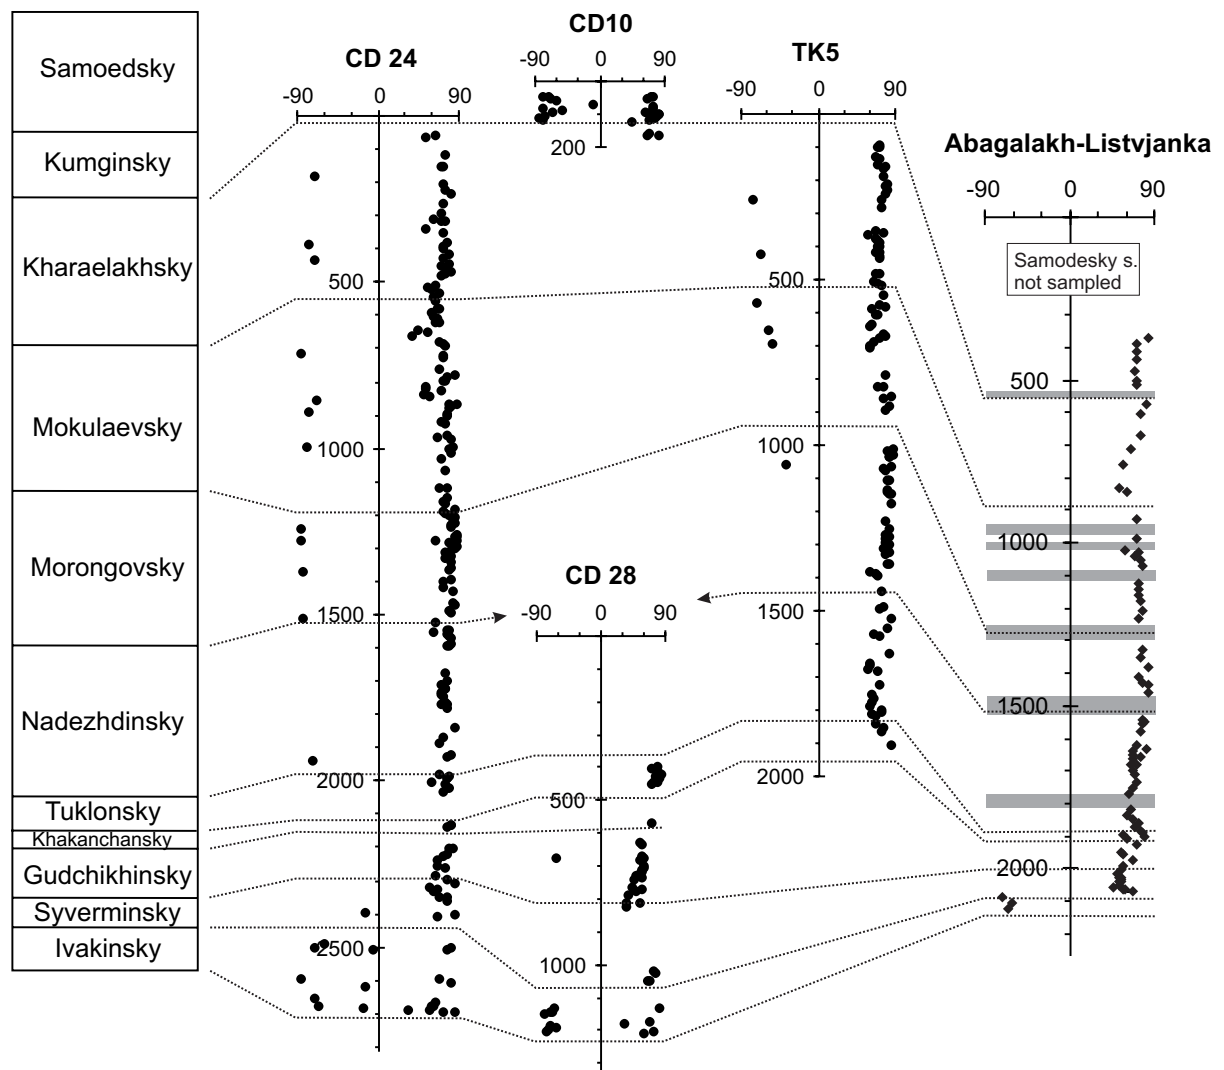 CD10
CD 24
TK5
-90 0 90
-90 0 90
-90 0 90
Abagalakh-Listvjanka
-90 0 90
Samoedsky
Kumginsky
Kharaelakhsky
Mokulaevsky
Morongovsky
Nadezhdinsky
Tuklonsky
Khakanchansky
Gudchikhinsky
Syverminsky
Ivakinsky
500
1000
1500
2000
2500
200
CD 28
-90 0 90
500
1000
500
1000
1500
2000
Samodesky s.
not sampled
500
1000
1500
2000